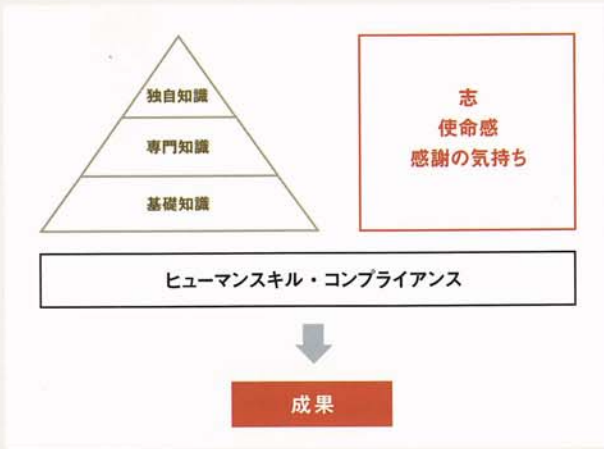 独自知識
専門知識
基礎知識
志
使命感
感謝の気持ち
ヒューマンスキル・コンプライアンス
成果